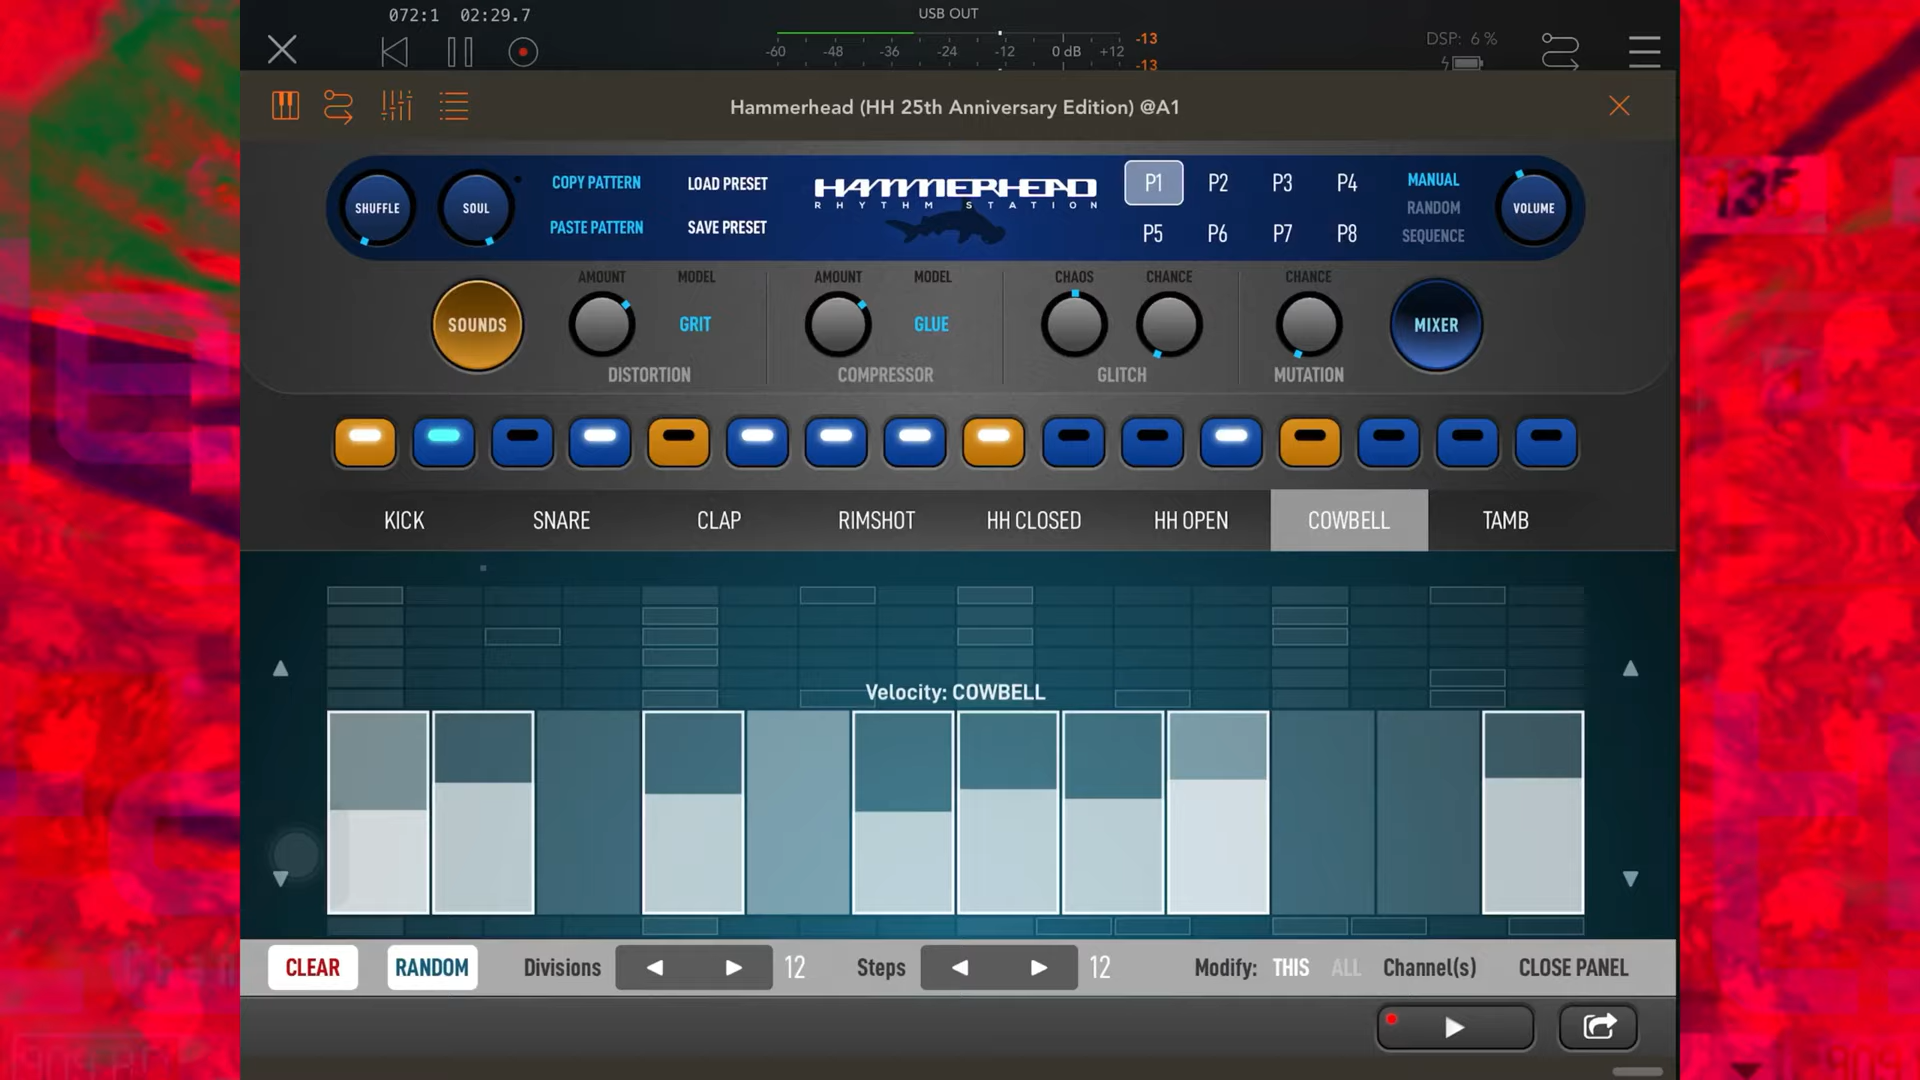 072:1 02:29.7
USB OUT
-60 -48 -36 -24 -12 0 dB +12
-13
-13
DSP: 6 %
Hammerhead (HH 25th Anniversary Edition) @A1
SHUFFLE
SOUL
COPY PATTERN
LOAD PRESET
PASTE PATTERN
SAVE PRESET
HAMMERHEAD
RHYTHM STATION
P1 P2 P3 P4
P5 P6 P7 P8
MANUAL
RANDOM
SEQUENCE
VOLUME
SOUNDS
AMOUNT MODEL
GRIT
DISTORTION
AMOUNT MODEL
GLUE
COMPRESSOR
CHAOS CHANCE
GLITCH
CHANCE
MUTATION
MIXER
KICK SNARE CLAP RIMSHOT HH CLOSED HH OPEN COWBELL TAMB
Velocity: COWBELL
CLEAR RANDOM Divisions 12 Steps 12 Modify: THIS ALL Channel(s) CLOSE PANEL